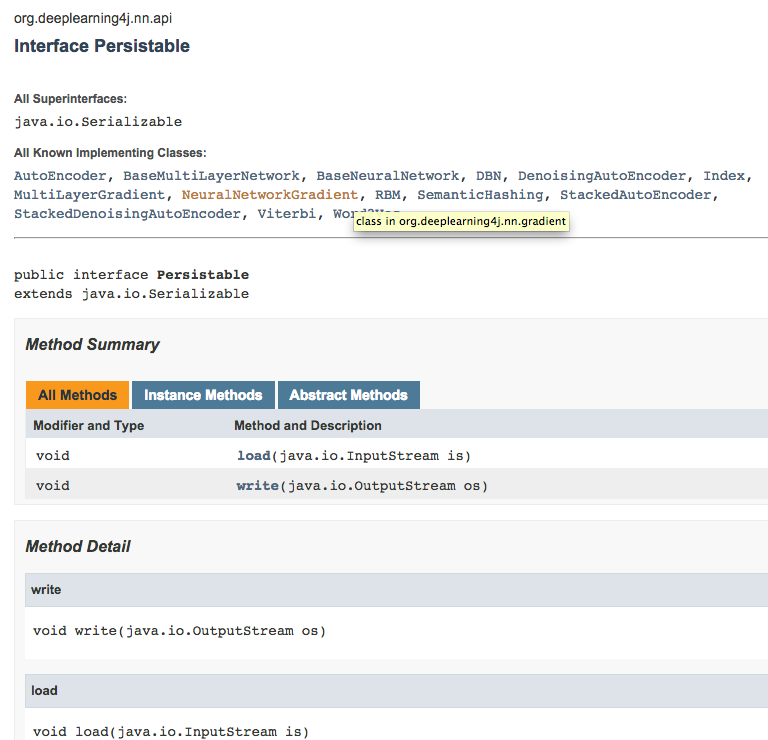 org.deeplearning4j.nn.api
Interface Persistable
All Superinterfaces:
java.io.Serializable
All Known Implementing Classes:
AutoEncoder, BaseMultiLayerNetwork, BaseNeuralNetwork, DBN, DenoisingAutoEncoder, Index,
MultiLayerGradient, NeuralNetworkGradient, RBM, SemanticHashing, StackedAutoEncoder,
StackedDenoisingAutoEncoder, Viterbi, Word2Vec
class in org.deeplearning4j.nn.gradient
public interface Persistable
extends java.io.Serializable
Method Summary
All Methods Instance Methods Abstract Methods
Modifier and Type Method and Description
void load(java.io.InputStream is)
void write(java.io.OutputStream os)
Method Detail
write
void write(java.io.OutputStream os)
load
void load(java.io.InputStream is)